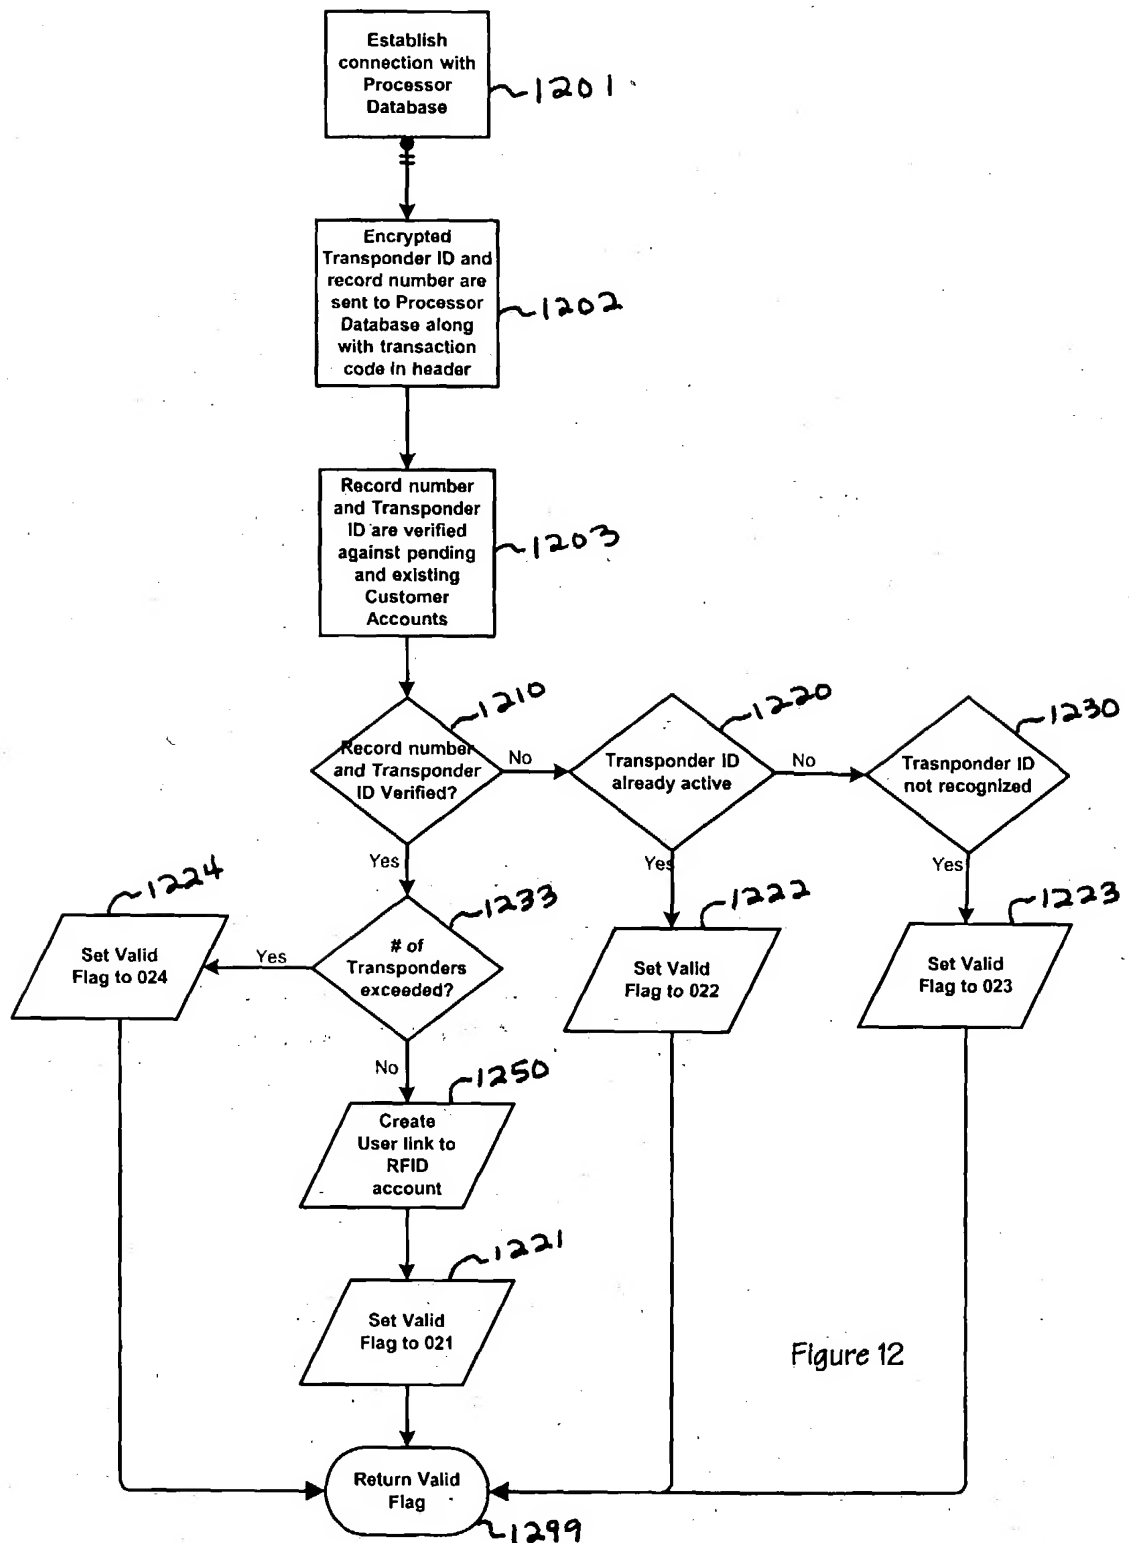 Establish
connection with
Processor
Database
1201
Encrypted
Transponder ID and
record number are
sent to Processor
Database along
with transaction
code in header
1202
Record number
and Transponder
ID are verified
against pending
and existing
Customer
Accounts
1203
1210
Record number
and Transponder
ID Verified?
No
1220
Transponder ID
already active
No
1230
Trasnponder ID
not recognized
Yes
Yes
Yes
1224
Set Valid
Flag to 024
Yes
1233
# of
Transponders
exceeded?
1222
Set Valid
Flag to 022
1223
Set Valid
Flag to 023
No
1250
Create
User link to
RFID
account
1221
Set Valid
Flag to 021
Figure 12
Return Valid
Flag
1299